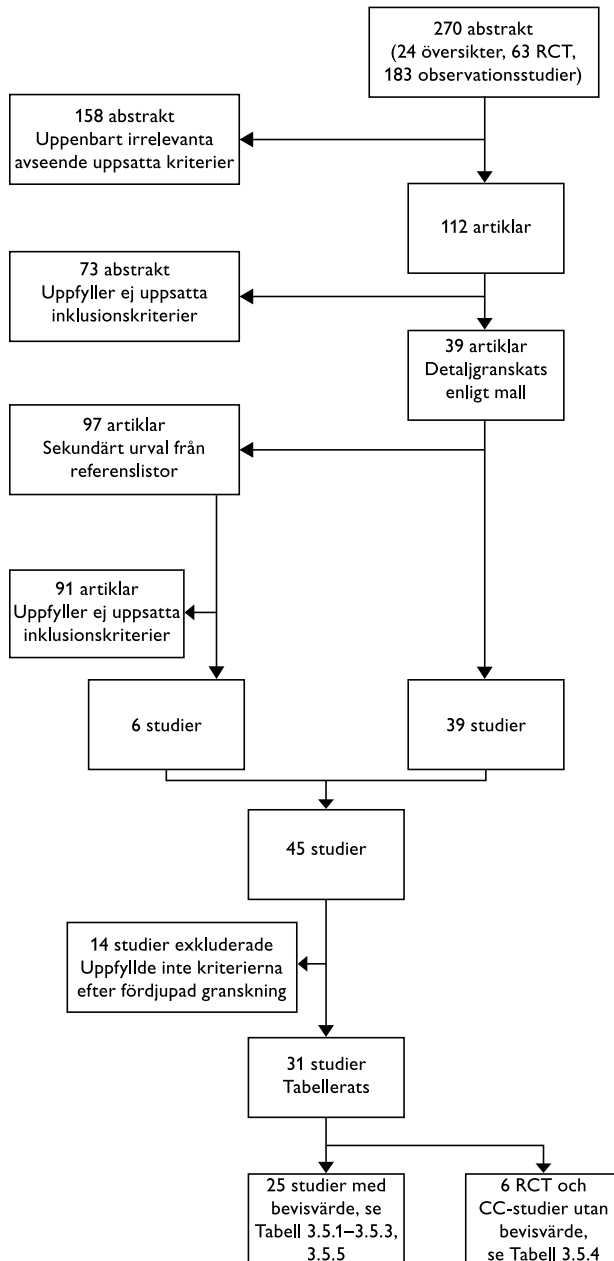 270 abstrakt
(24 översikter, 63 RCT,
183 observationsstudier)
158 abstrakt
Uppenbart irrelevanta
avseende uppsatta kriterier
112 artiklar
73 abstrakt
Uppfyller ej uppsatta
inklusionskriterier
39 artiklar
Detaljgranskats
enligt mall
97 artiklar
Sekundärt urval från
referenslistor
91 artiklar
Uppfyller ej uppsatta
inklusionskriterier
6 studier
39 studier
45 studier
14 studier exkluderade
Uppfyllde inte kriterierna
efter fördjupad granskning
31 studier
Tabellerats
25 studier med
bevisvärde, se
Tabell 3.5.1–3.5.3,
3.5.5
6 RCT och
CC-studier utan
bevisvärde,
se Tabell 3.5.4